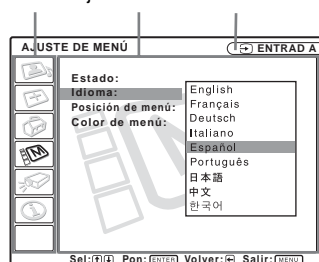 AJUSTE DE MENÚ
ENTRAD A
Estado:
Idioma:
Posición de menú:
Color de menú:
English
Français
Deutsch
Italiano
Español
Português
日本語
中文
한국어
Sel: Pon: ENTER Volver: Salir: MENU